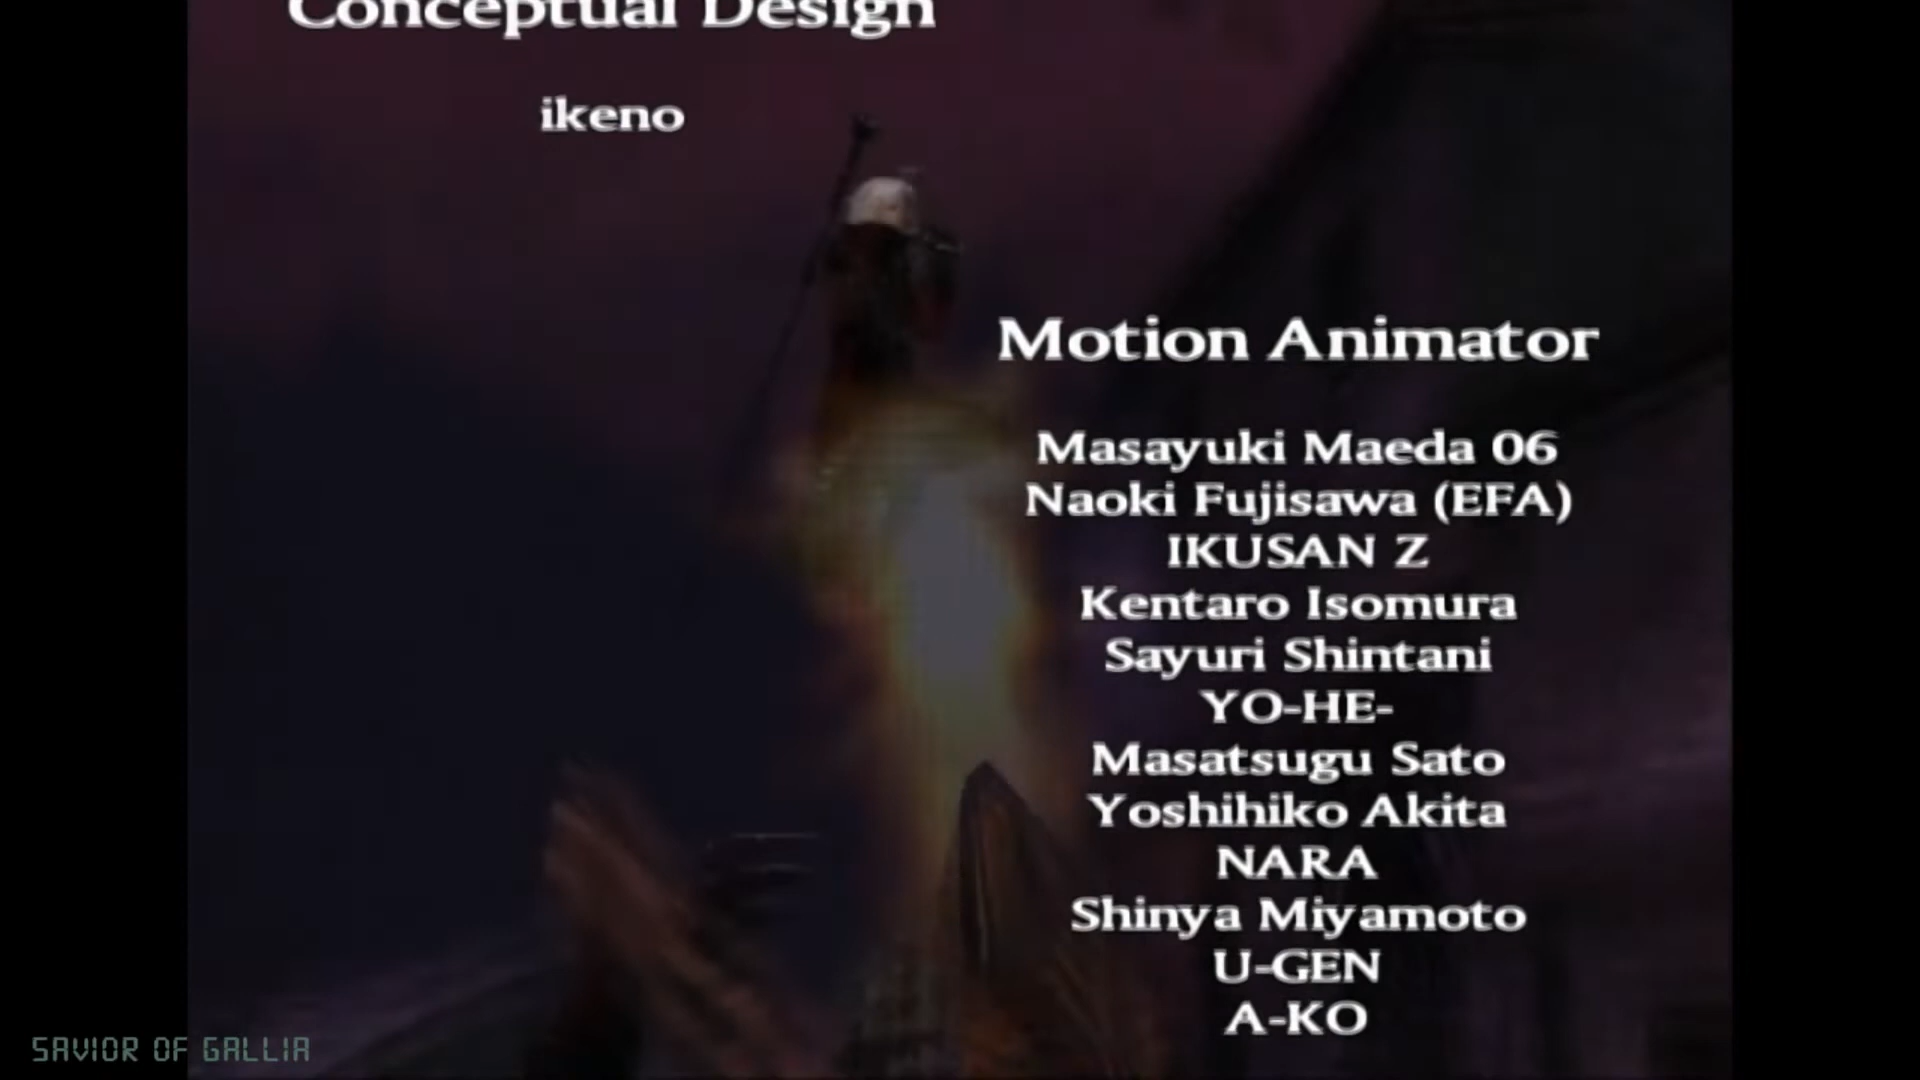 Conceptual Design
ikeno
Motion Animator
Masayuki Maeda 06
Naoki Fujisawa (EFA)
IKUSAN Z
Kentaro Isomura
Sayuri Shintani
YO-HE-
Masatsugu Sato
Yoshihiko Akita
NARA
Shinya Miyamoto
U-GEN
A-KO
SAVIOR OF GALLIA